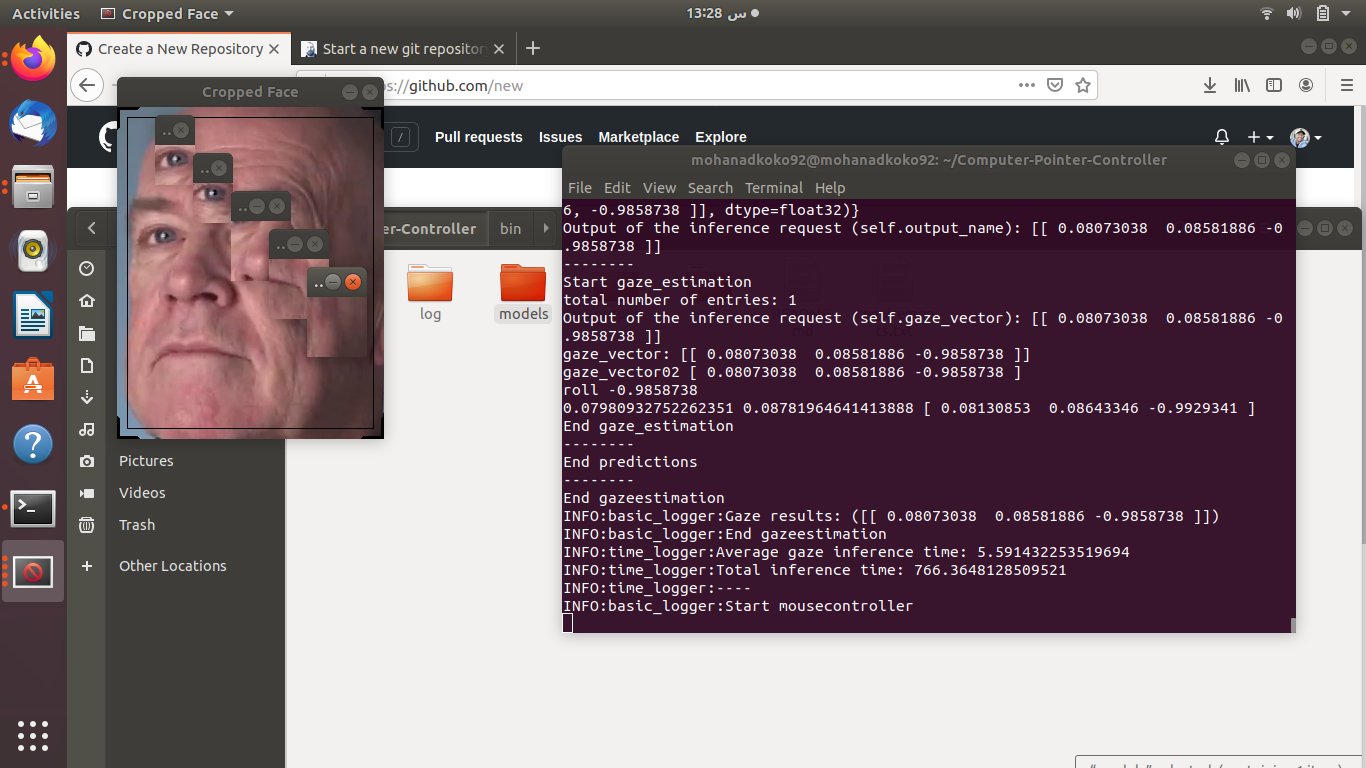 Activities
Cropped Face
13:28 س
Create a New Repository
Start a new git repositor
Cropped Face
s://github.com/new
/
Pull requests
Issues
Marketplace
Explore
mohanadkoko92@mohanadkoko92: ~/Computer-Pointer-Controller
File Edit View Search Terminal Help
er-Controller
bin
log
models
Pictures
Videos
Trash
Other Locations
6, -0.9858738 ]], dtype=float32)}
Output of the inference request (self.output_name): [[ 0.08073038  0.08581886 -0
.9858738 ]]
--------
Start gaze_estimation
total number of entries: 1
Output of the inference request (self.gaze_vector): [[ 0.08073038  0.08581886 -0
.9858738 ]]
gaze_vector: [[ 0.08073038  0.08581886 -0.9858738 ]]
gaze_vector02 [ 0.08073038  0.08581886 -0.9858738 ]
roll -0.9858738
0.07980932752262351 0.08781964641413888 [ 0.08130853  0.08643346 -0.9929341 ]
End gaze_estimation
--------
End predictions
--------
End gazeestimation
INFO:basic_logger:Gaze results: ([[ 0.08073038  0.08581886 -0.9858738 ]])
INFO:basic_logger:End gazeestimation
INFO:time_logger:Average gaze inference time: 5.591432253519694
INFO:time_logger:Total inference time: 766.3648128509521
INFO:time_logger:----
INFO:basic_logger:Start mousecontroller